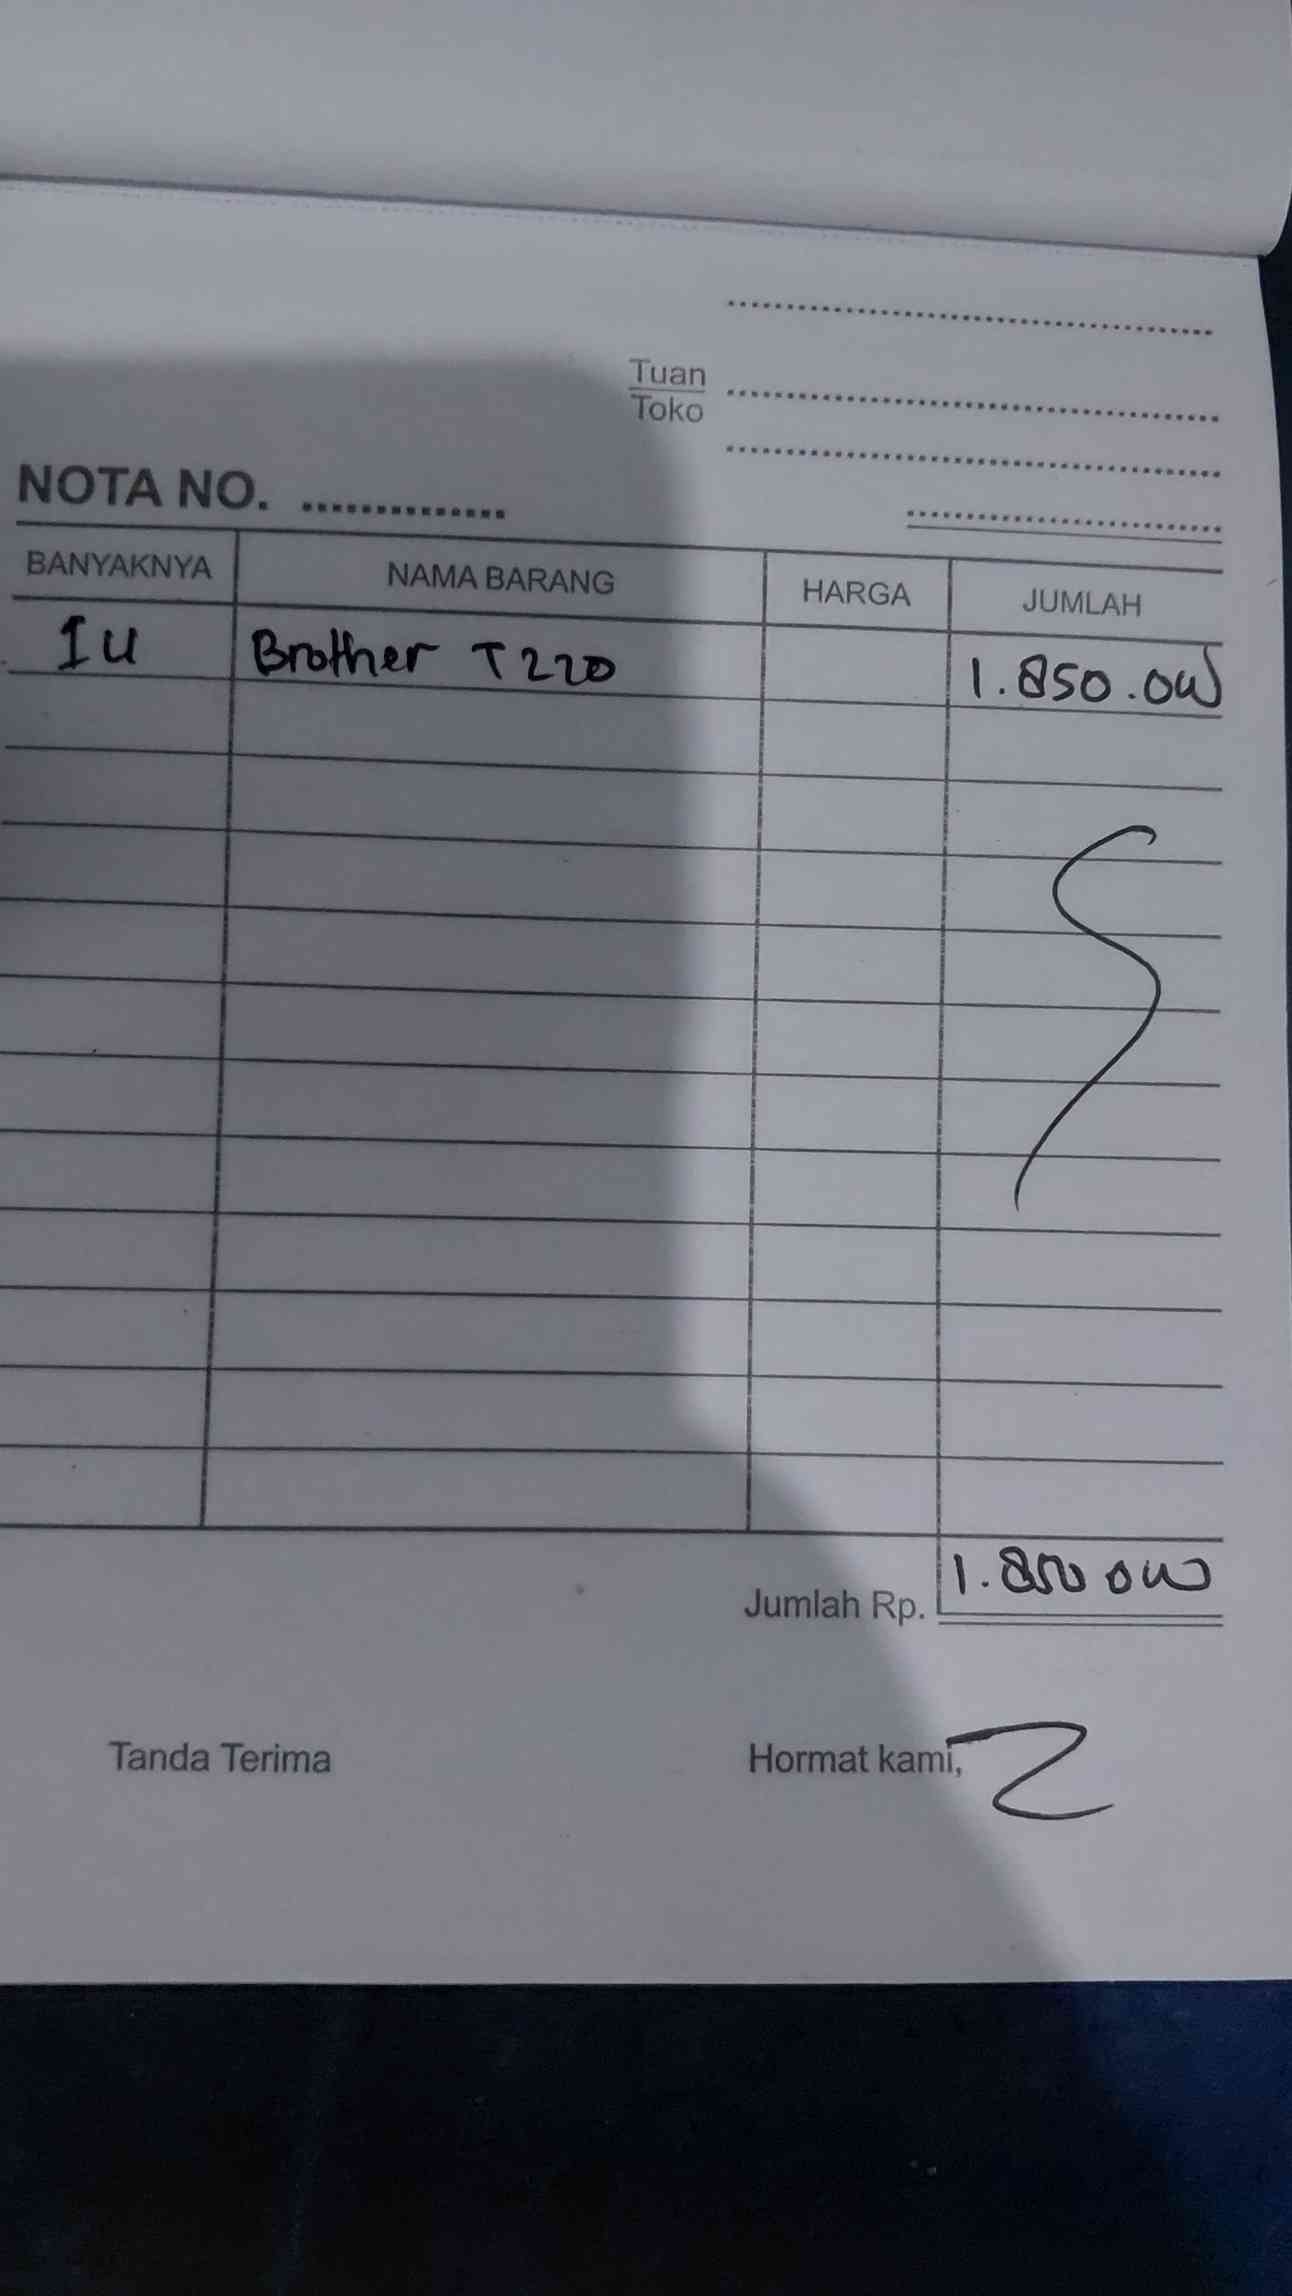 Tuan
Toko
NOTA NO. ..............
BANYAKNYA NAMA BARANG HARGA JUMLAH
1 U Brother T220 1.850.000
Jumlah Rp. 1.850 000
Tanda Terima Hormat kami,